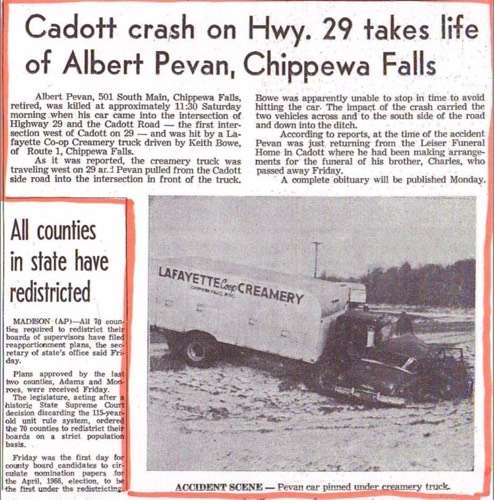 Cadott crash on Hwy. 29 takes life
of Albert Pevan, Chippewa Falls
Albert Pevan, 501 South Main, Chippewa Falls,
retired, was killed at approximately 11:30 Saturday
morning when his car came into the intersection of
Highway 29 and the Cadott Road — the first inter-
section west of Cadott on 29 — and was hit by a La-
fayette Co-op Creamery truck driven by Keith Bowe,
of Route 1, Chippewa Falls.
As it was reported, the creamery truck was
traveling west on 29 and Pevan pulled from the Cadott
side road into the intersection in front of the truck.
Bowe was apparently unable to stop in time to avoid
hitting the car. The impact of the crash carried the
two vehicles across and to the south side of the road
and down into the ditch.
According to reports, at the time of the accident
Pevan was just returning from the Leiser Funeral
Home in Cadott where he had been making arrange-
ments for the funeral of his brother, Charles, who
passed away Friday.
A complete obituary will be published Monday.
All counties
in state have
redistricted
MADISON (AP)—All 70 coun-
ties required to redistrict their
boards of supervisors have filed
reapportionment plans, the sec-
retary of state's office said Fri-
day.
Plans approved by the last
two counties, Adams and Mon-
roes, were received Friday.
The legislature, acting after a
historic State Supreme Court
decision discarding the 115-year-
old unit rule system, ordered
the 70 counties to redistrict their
boards on a strict population
basis.
Friday was the first day for
county board candidates to cir-
culate nomination papers for
the April, 1966, election, to be
the first under the redistricting.
LAFAYETTE Coop CREAMERY
CHIPPEWA FALLS, WISC.
ACCIDENT SCENE — Pevan car pinned under creamery truck.